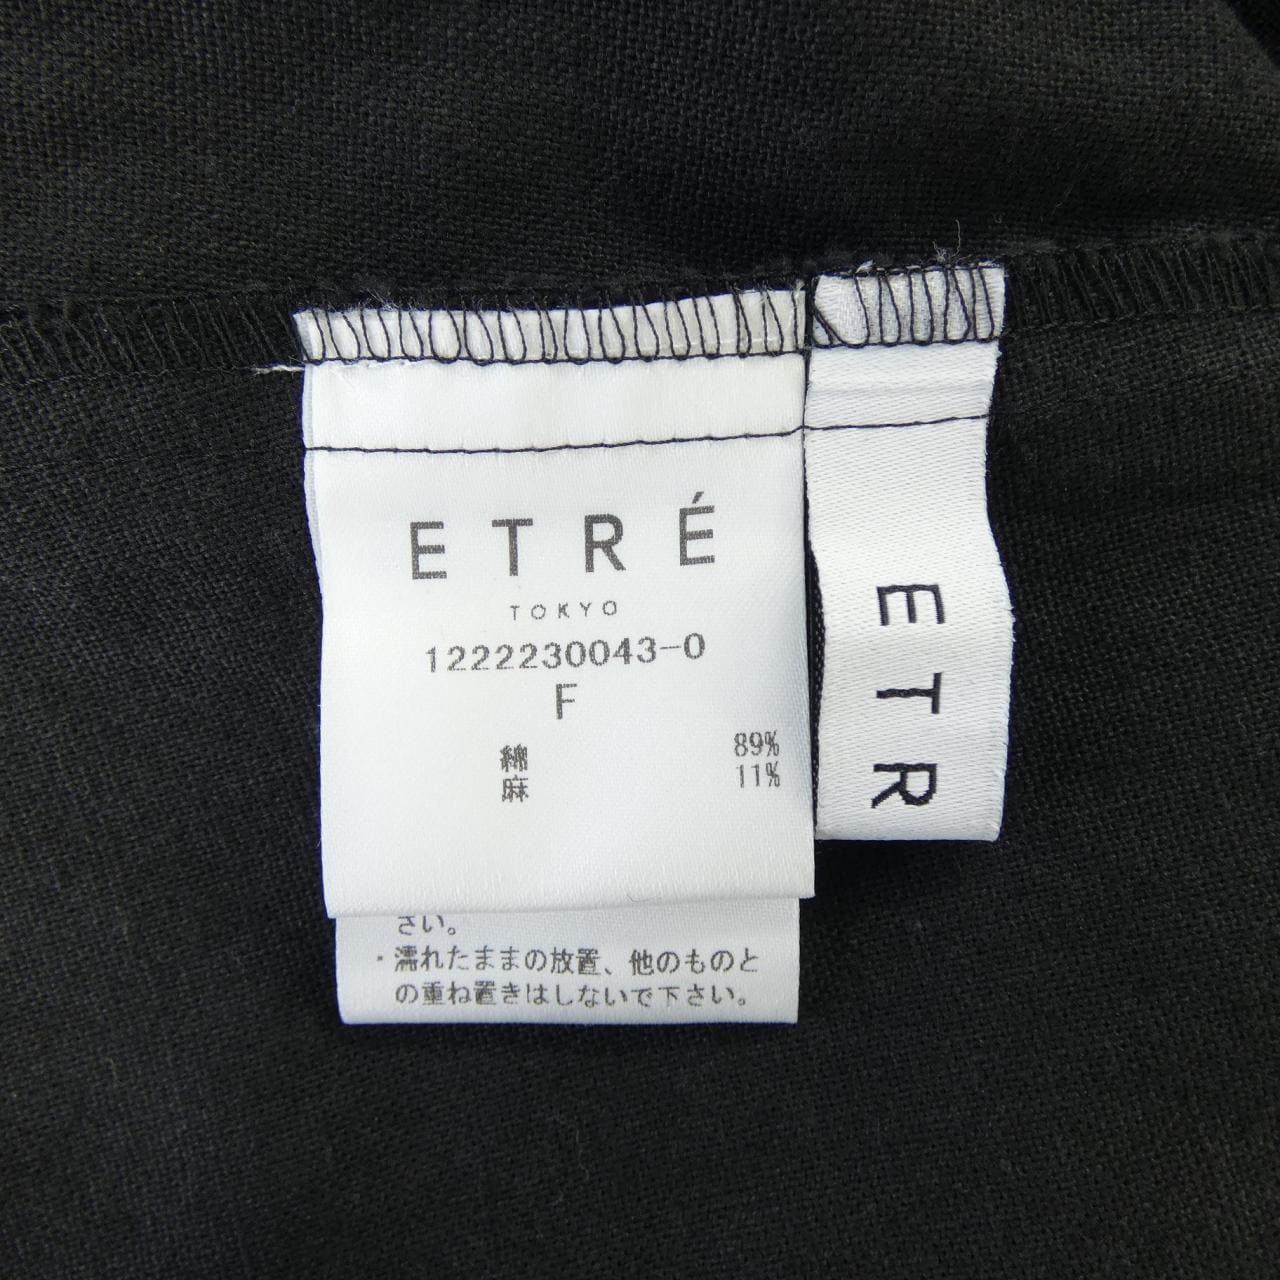 ETRÉ
TOKYO
1222230043-0
F
綿 89%
麻 11%
さい。
・濡れたままの放置、他のものと
の重ね置きはしないで下さい。
ETR